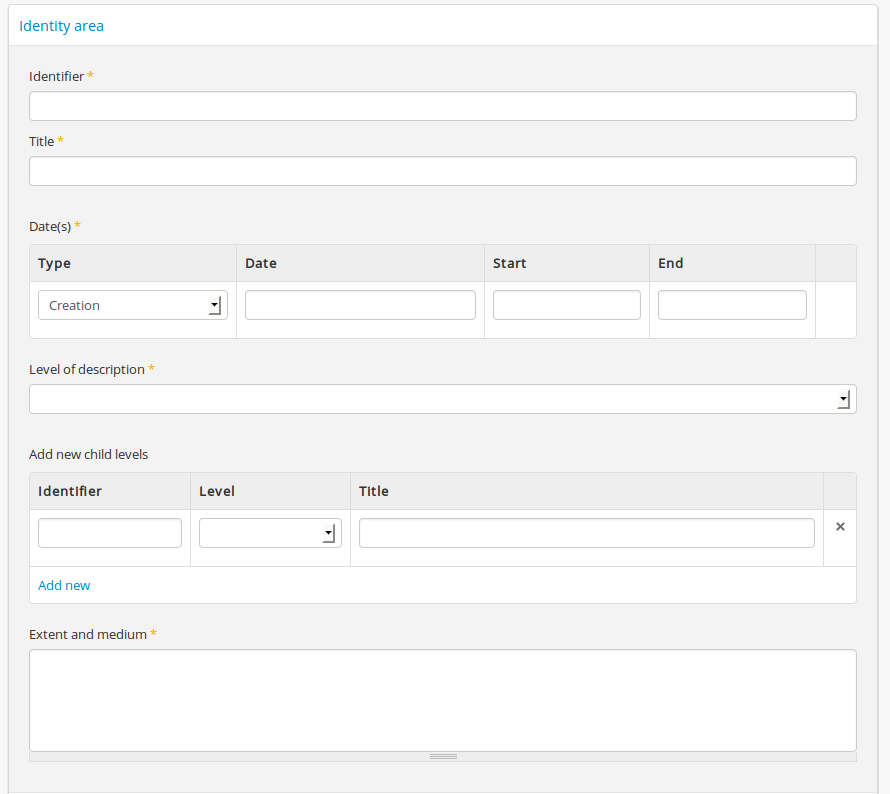 Identity area
Identifier *
Title *
Date(s) *
Type Date Start End
Creation
Level of description *
Add new child levels
Identifier Level Title
×
Add new
Extent and medium *